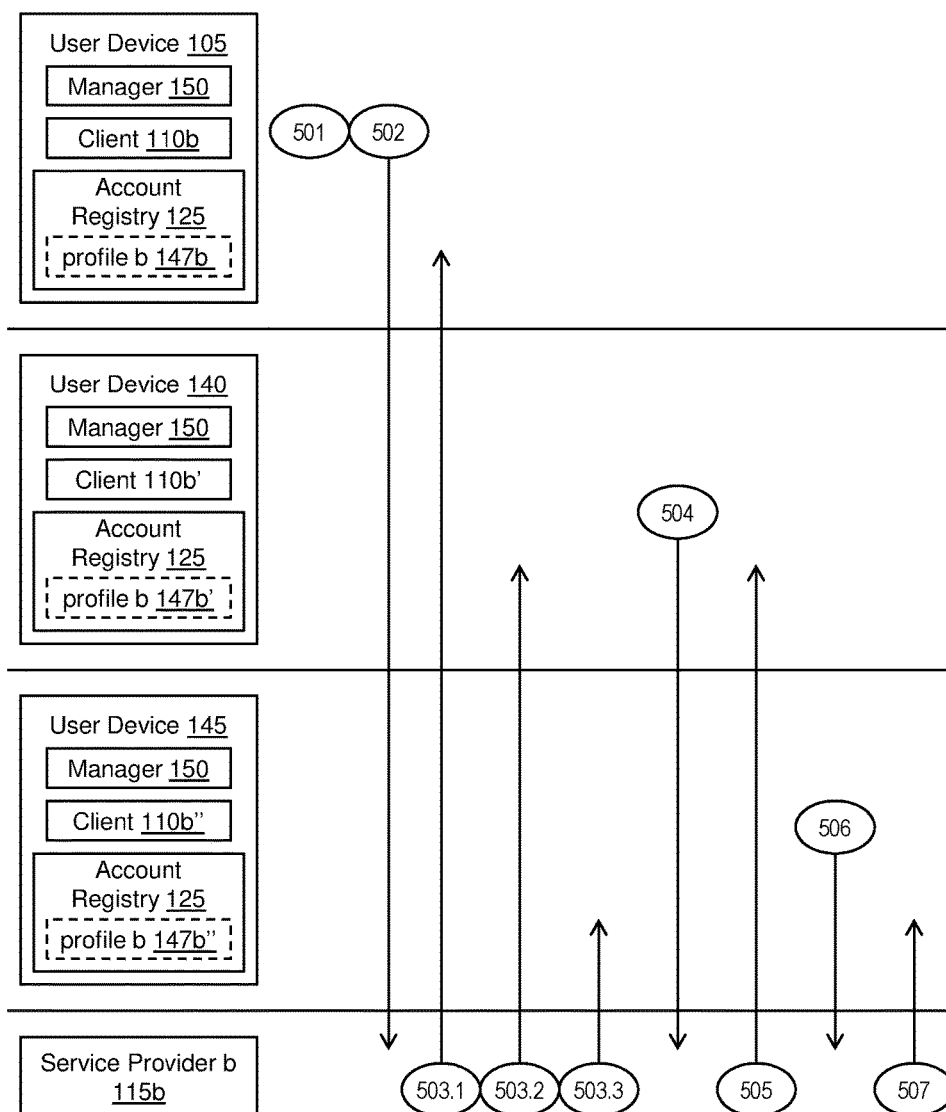 User Device 105
Manager 150
Client 110b
Account
Registry 125
profile b 147b
501
502
User Device 140
Manager 150
Client 110b’
Account
Registry 125
profile b 147b’
504
User Device 145
Manager 150
Client 110b’’
Account
Registry 125
profile b 147b’’
506
Service Provider b
115b
503.1
503.2
503.3
505
507